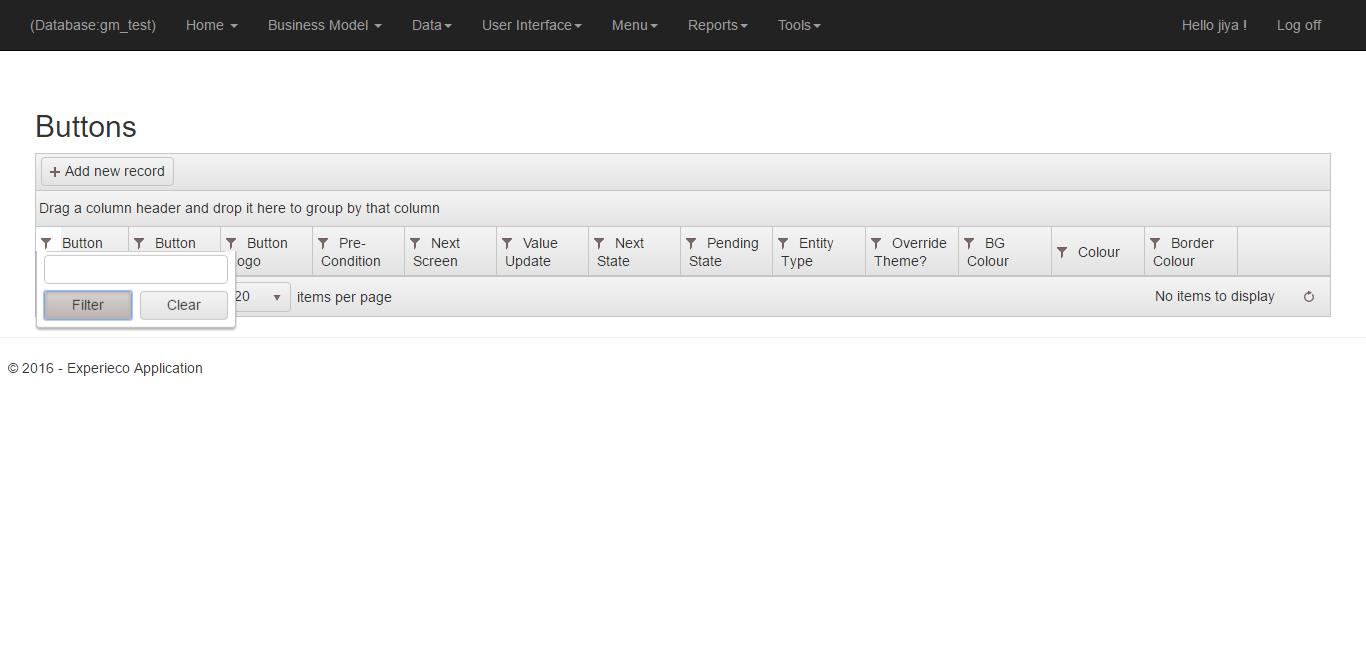 (Database:gm_test) Home Business Model Data User Interface Menu Reports Tools Hello jiya ! Log off
Buttons
Add new record
Drag a column header and drop it here to group by that column
Button Button Button Pre- Next Value Next Pending Entity Override BG Colour Border
ogo Condition Screen Update State State Type Theme? Colour Colour
Filter Clear
20 items per page No items to display
© 2016 - Experieco Application